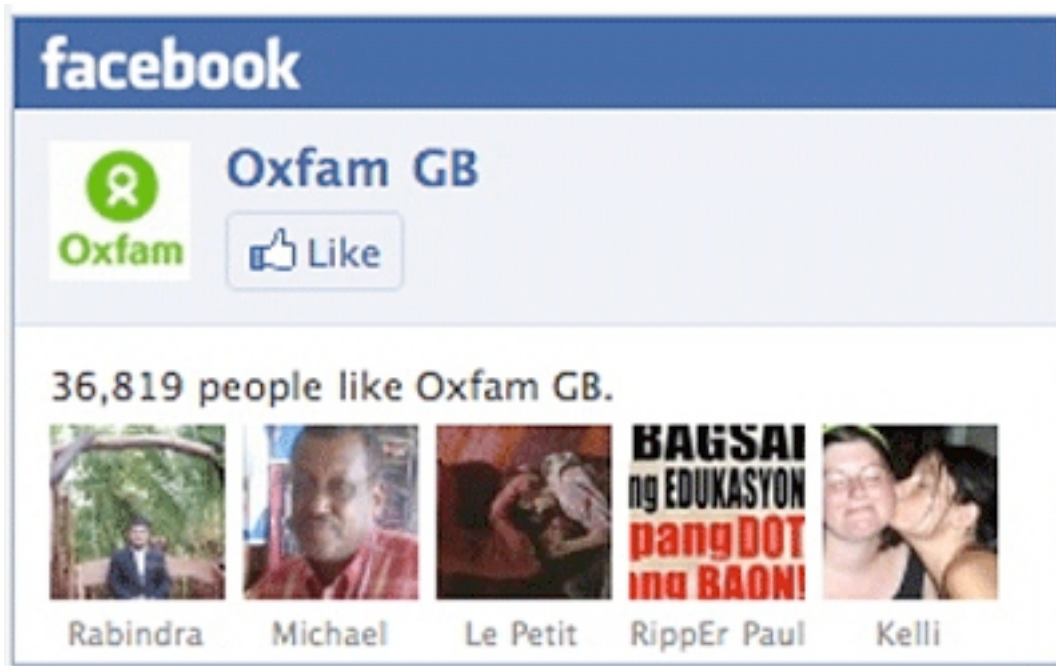 facebook
Oxfam GB
Oxfam
Like
36,819 people like Oxfam GB.
BAGSAK
ng EDUKASYON
pang DOT
ng BAON!
Rabindra
Michael
Le Petit
RippEr Paul
Kelli